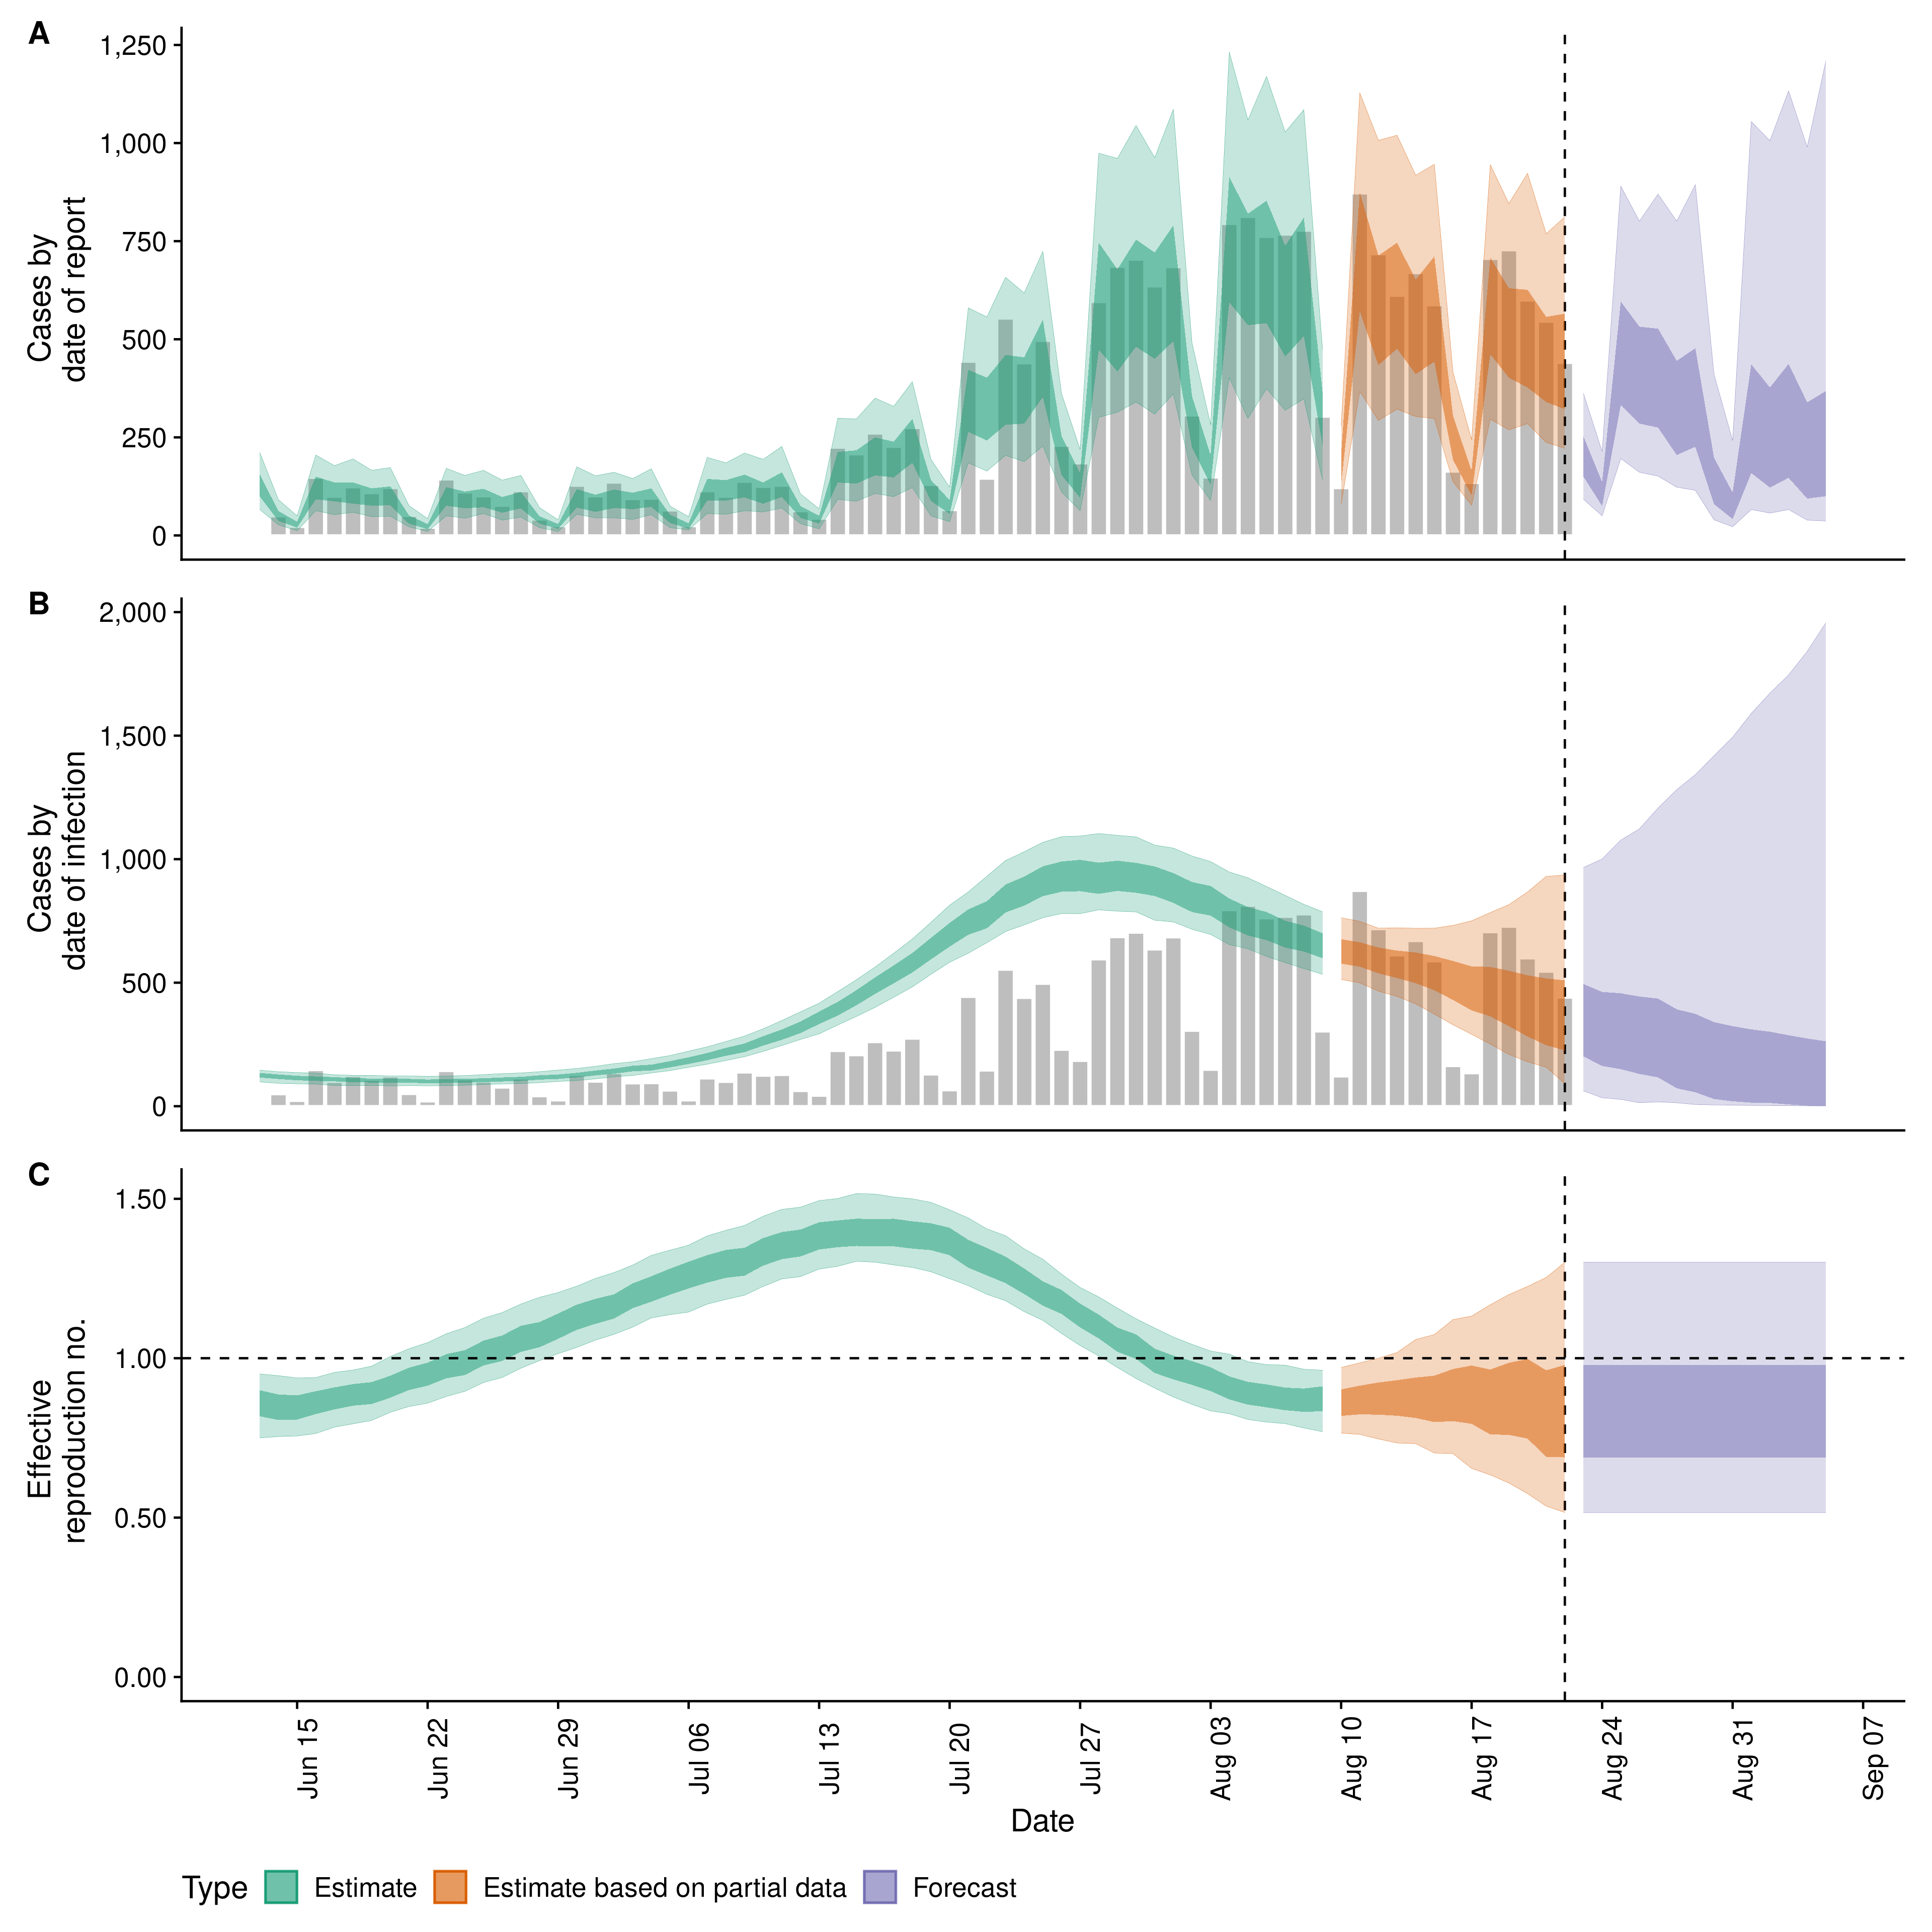 A
1,250
1,000
750
500
250
0
Cases by
date of report
B
2,000
1,500
1,000
500
0
Cases by
date of infection
C
1.50
1.00
0.50
0.00
Effective
reproduction no.
Jun 15
Jun 22
Jun 29
Jul 06
Jul 13
Jul 20
Jul 27
Aug 03
Aug 10
Aug 17
Aug 24
Aug 31
Sep 07
Date
Type Estimate Estimate based on partial data Forecast